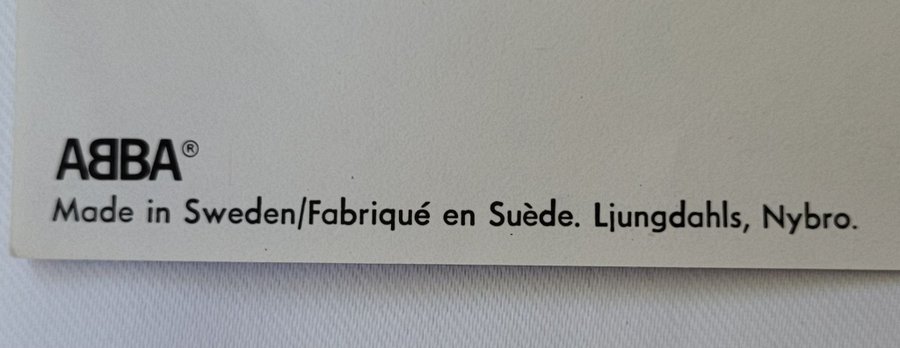 ABBA®
Made in Sweden/Fabriqué en Suède. Ljungdahls, Nybro.